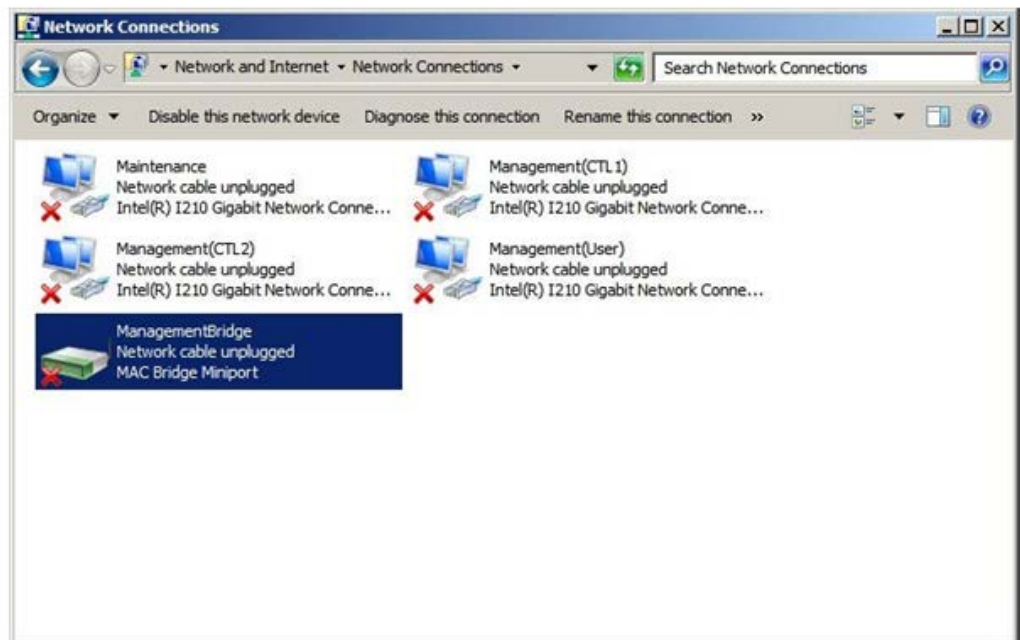 Network Connections
Network and Internet Network Connections Search Network Connections
Organize Disable this network device Diagnose this connection Rename this connection »
Maintenance
Network cable unplugged
Intel(R) I210 Gigabit Network Conne...
Management(CTL1)
Network cable unplugged
Intel(R) I210 Gigabit Network Conne...
Management(CTL2)
Network cable unplugged
Intel(R) I210 Gigabit Network Conne...
Management(User)
Network cable unplugged
Intel(R) I210 Gigabit Network Conne...
ManagementBridge
Network cable unplugged
MAC Bridge Miniport